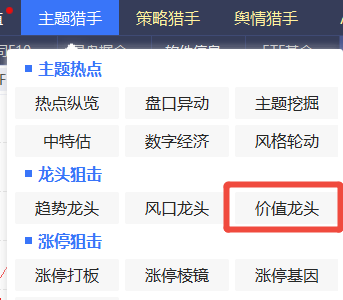 主题猎手 策略猎手 舆情猎手
主题热点
热点纵览 盘口异动 主题挖掘
中特估 数字经济 风格轮动
龙头狙击
趋势龙头 风口龙头 价值龙头
涨停狙击
涨停打板 涨停棱镜 涨停基因